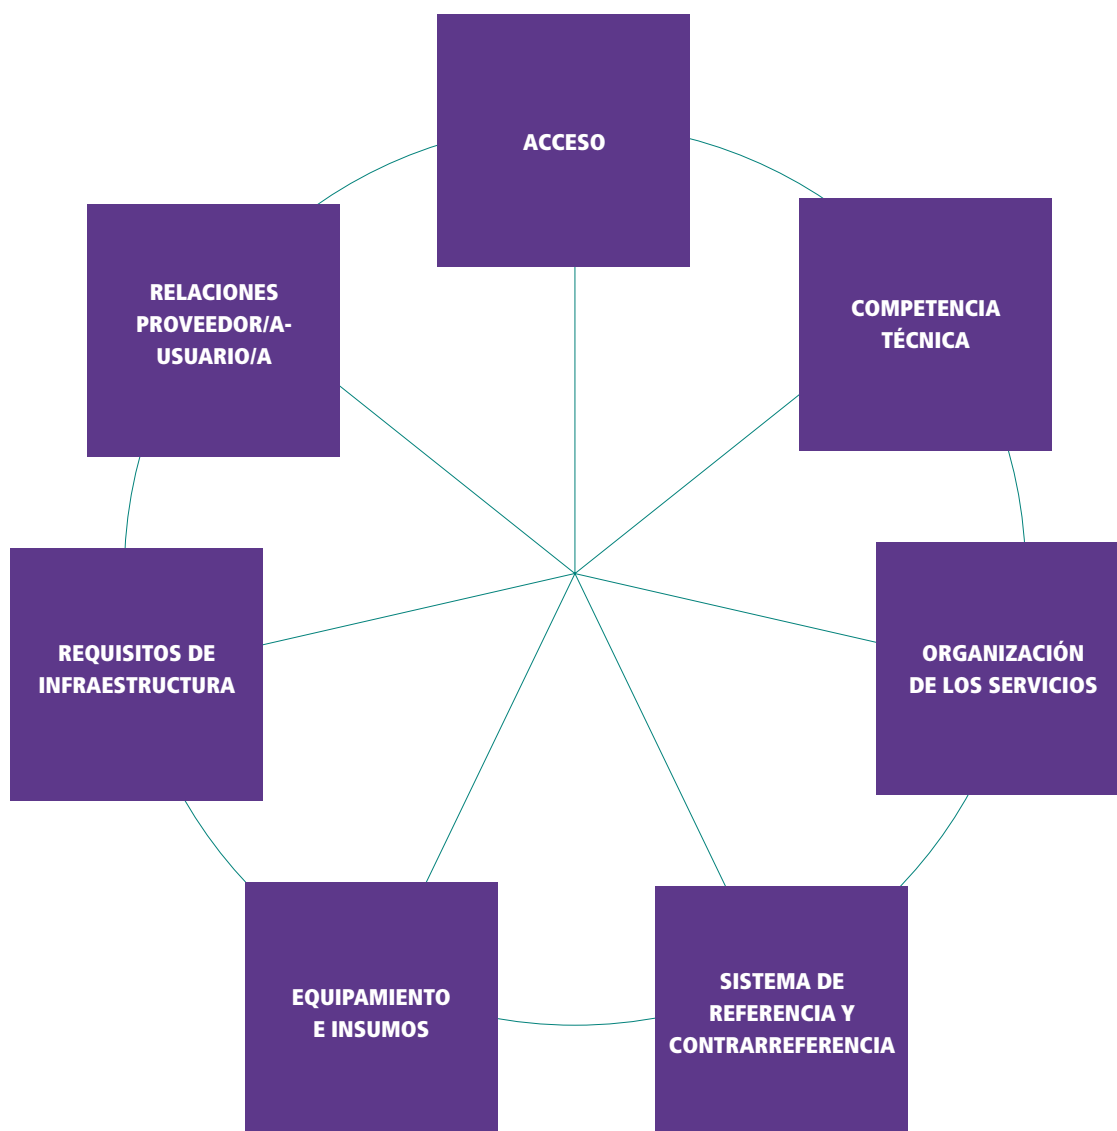 ACCESO
COMPETENCIA
TÉCNICA
ORGANIZACIÓN
DE LOS SERVICIOS
SISTEMA DE
REFERENCIA Y
CONTRARREFERENCIA
EQUIPAMIENTO
E INSUMOS
REQUISITOS DE
INFRAESTRUCTURA
RELACIONES
PROVEEDOR/A-
USUARIO/A